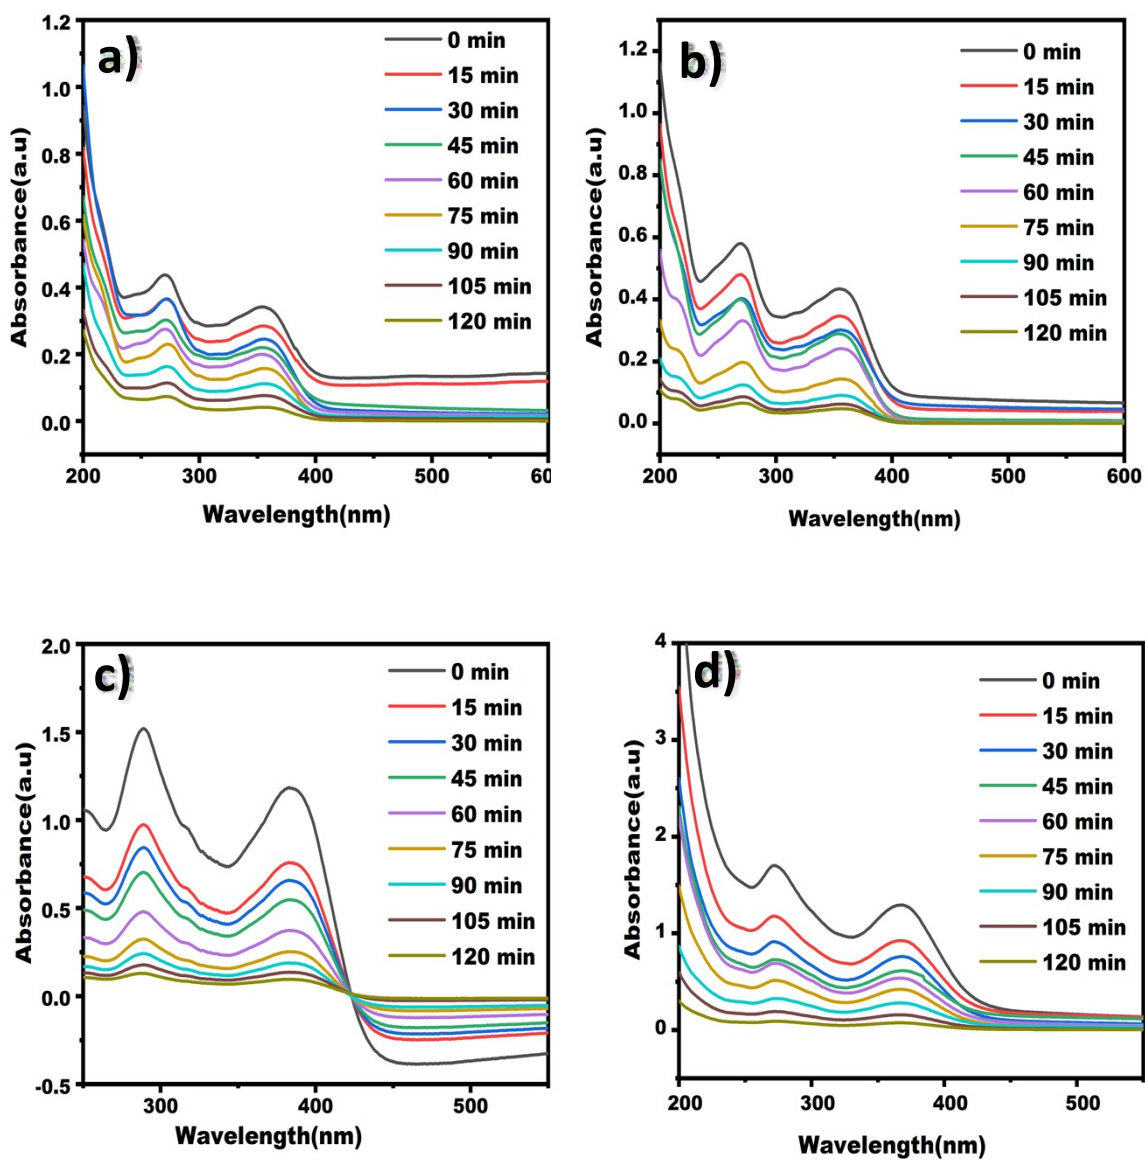 a)
1.2
1.0
0.8
0.6
0.4
0.2
0.0
Absorbance(a.u)
0 min
15 min
30 min
45 min
60 min
75 min
90 min
105 min
120 min
200 300 400 500 60
Wavelength(nm)
b)
1.2
1.0
0.8
0.6
0.4
0.2
0.0
Absorbance(a.u)
0 min
15 min
30 min
45 min
60 min
75 min
90 min
105 min
120 min
200 300 400 500 600
Wavelength(nm)
c)
2.0
1.5
1.0
0.5
0.0
-0.5
Absorbance(a.u)
0 min
15 min
30 min
45 min
60 min
75 min
90 min
105 min
120 min
300 400 500
Wavelength(nm)
d)
4
3
2
1
0
Absorbance(a.u)
0 min
15 min
30 min
45 min
60 min
75 min
90 min
105 min
120 min
200 300 400 500
Wavelength(nm)